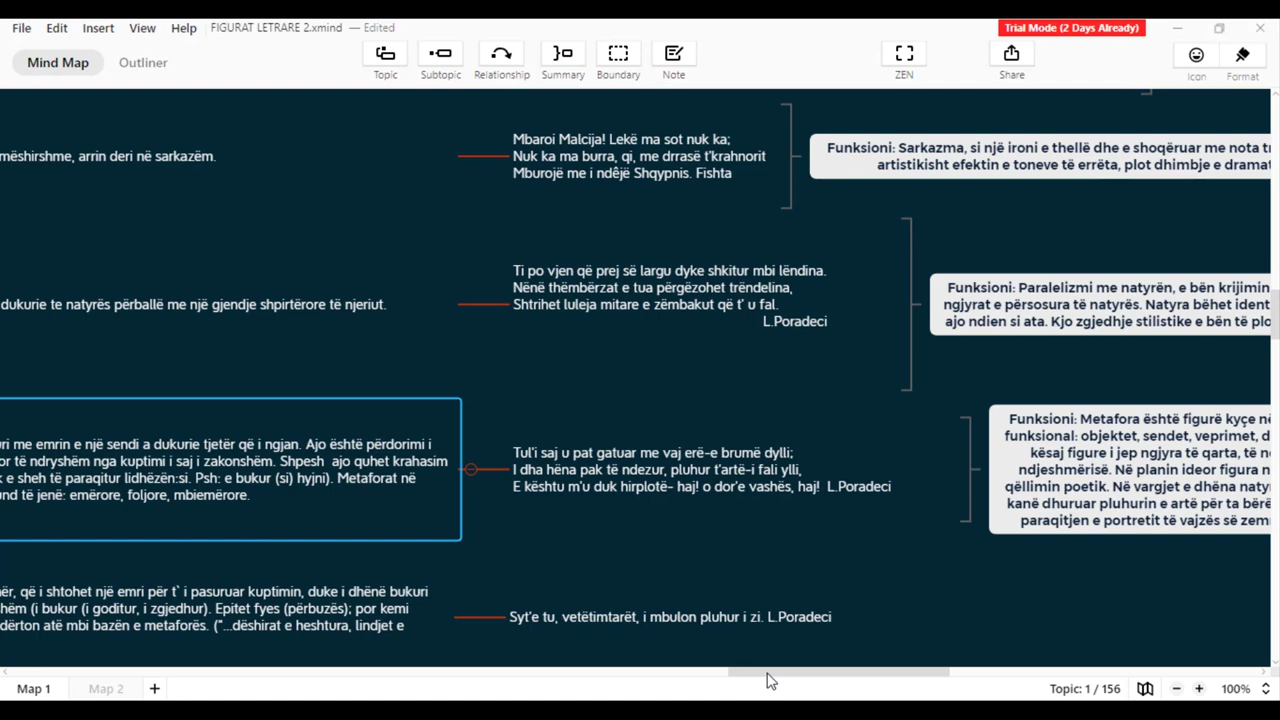 File Edit Insert View Help FIGURAT LETRARE 2.xmind — Edited Trial Mode (2 Days Already)
Mind Map Outliner
Topic Subtopic Relationship Summary Boundary Note ZEN Share Icon Format
mëshirshme, arrin deri në sarkazëm.
Mbaroi Malcija! Lekë ma sot nuk ka;
Nuk ka ma burra, qi, me drrasë t'krahnorit
Mburojë me i ndêjë Shqypnis. Fishta
Funksioni: Sarkazma, si një ironi e thellë dhe e shoqëruar me nota
artistikisht efektin e toneve të errëta, plot dhimbje e
dukurie te natyrës përballë me një gjendje shpirtërore të njeriut.
Ti po vjen që prej së largu dyke shkitur mbi lëndina.
Nënë thëmbërzat e tua përgëzohet trëndelina,
Shtrihet luleja mitare e zëmbakut që t' u fal.
L.Poradeci
Funksioni: Paralelizmi me natyrën, e bën krijimin
ngjyrat e përsosura të natyrës. Natyra bëhet
ajo ndien si ata. Kjo zgjedhje stilistike e bën të
me emrin e një sendi a dukurie tjetër që i ngjan. Ajo është përdorimi i
të ndryshëm nga kuptimi i saj i zakonshëm. Shpesh ajo quhet krahasim
e sheh të paraqitur lidhëzën:si. Psh: e bukur (si) hyjni). Metaforat në
të jenë: emërore, foljore, mbiemërore.
Tul'i saj u pat gatuar me vaj erë-e brumë dylli;
I dha hëna pak të ndezur, pluhur t'artë-i fali ylli,
E kështu m'u duk hirplotë- haj! o dor'e vashës, haj! L.Poradeci
Funksioni: Metafora është figurë kyçe në
funksional: objektet, sendet, veprimet,
kësaj figure i jep ngjyra të qarta, të
ndjeshmërisë. Në planin ideor figura
qëllimin poetik. Në vargjet e dhëna
kanë dhuruar pluhurin e artë për ta
paraqitjen e portretit të vajzës së
që i shtohet një emri për t` i pasuruar kuptimin, duke i dhënë bukuri
(i bukur (i goditur, i zgjedhur). Epitet fyes (përbuzës); por kemi
atë mbi bazën e metaforës. ("...dëshirat e heshtura, lindjet e
Syt'e tu, vetëtimtarët, i mbulon pluhur i zi. L.Poradeci
Map 1 Map 2 Topic: 1 / 156 100%